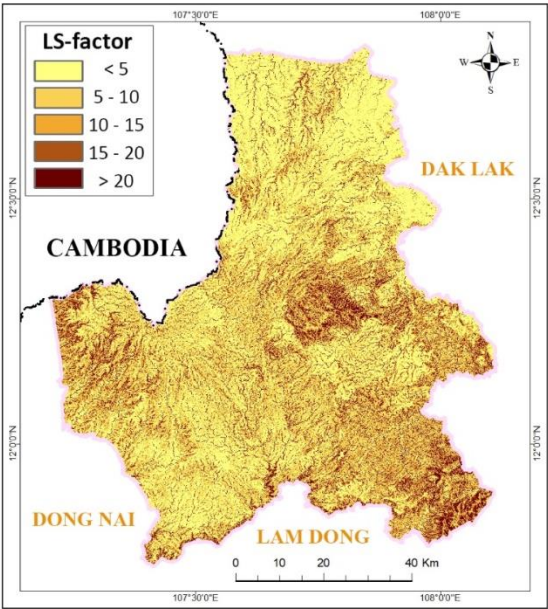 107°30'0"E
108°0'0"E
LS-factor
< 5
5 - 10
10 - 15
15 - 20
> 20
N
W
E
S
DAK LAK
12°30'0"N
12°30'0"N
CAMBODIA
12°0'0"N
12°0'0"N
DONG NAI
LAM DONG
0 10 20 40 Km
107°30'0"E
108°0'0"E